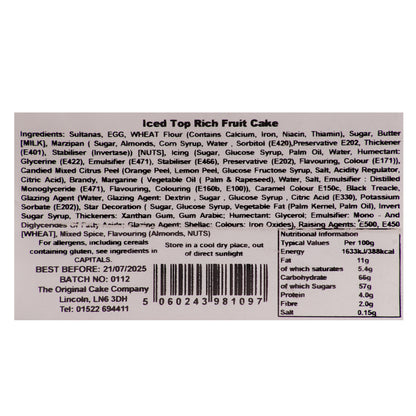 Iced Top Rich Fruit Cake
Ingredients: Sultanas, EGG, WHEAT Flour (Contains Calcium, Iron, Niacin, Thiamin), Sugar, Butter
[MILK], Marzipan ( Sugar, Almonds, Corn Syrup, Water , Sorbitol (E420),Preservative E202, Thickener
(E401), Stabiliser (Invertase)) [NUTS], Icing (Sugar, Glucose Syrup, Palm Oil, Water, Humectant:
Glycerine (E422), Emulsifier (E471), Stabiliser (E466), Preservative (E202), Flavouring, Colour (E171)),
Candied Mixed Citrus Peel (Orange Peel, Lemon Peel, Glucose Fructose Syrup, Salt, Acidity Regulator,
Citric Acid), Brandy, Margarine ( Vegetable Oil ( Palm & Rapeseed), Water, Salt, Emulsifier : Distilled
Monoglyceride (E471), Flavouring, Colouring (E160b, E100)), Caramel Colour E150c, Black Treacle,
Glazing Agent (Water, Glazing Agent: Dextrin , Sugar , Glucose Syrup , Citric Acid (E330), Potassium
Sorbate (E202)), Star Decoration ( Sugar, Glucose Syrup, Vegetable Fat (Palm Kernel, Palm Oil), Invert
Sugar Syrup, Thickeners: Xanthan Gum, Gum Arabic; Humectant: Glycerol; Emulsifier: Mono - And
Diglycerides Of Fatty Acids; Glazing Agent: Shellac: Colours: Iron Oxides), Raising Agents: E500, E450
[WHEAT], Mixed Spice, Flavouring (Almonds, NUTS)
For allergens, including cereals
containing gluten, see ingredients in
CAPITALS.
BEST BEFORE: 21/07/2025
BATCH NO: 0112
The Original Cake Company
Lincoln, LN6 3DH
Tel: 01522 694411
Store in a cool dry place, out
of direct sunlight
5 060243 981097
Nutritional Information
Typical Values Per 100g
Energy 1633kJ/388kcal
Fat 11g
of which saturates 5.4g
Carbohydrate 66g
of which Sugars 57g
Protein 4.0g
Fibre 2.0g
Salt 0.15g